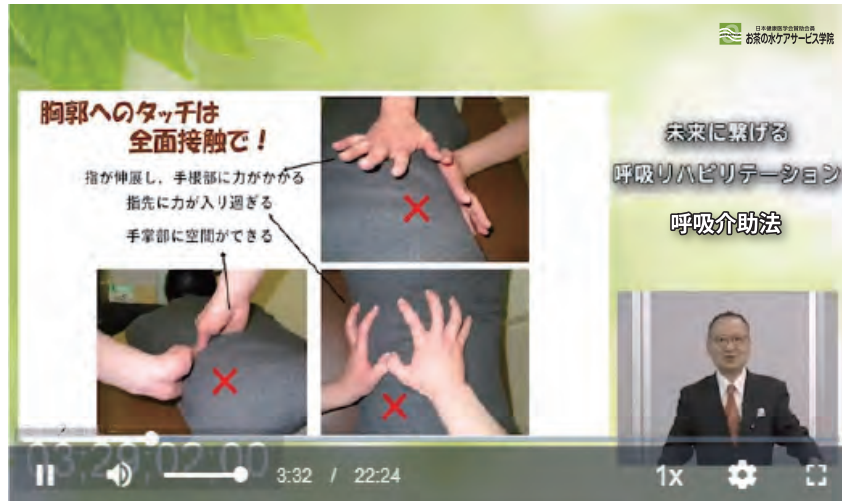 日本健康医学会賛助会員
お茶の水ケアサービス学院
胸郭へのタッチは
全面接触で！
指が伸展し，手根部に力がかかる
指先に力が入り過ぎる
手掌部に空間ができる
未来に繋げる
呼吸リハビリテーション
呼吸介助法
03;29;02;00
3:32 / 22:24
1x